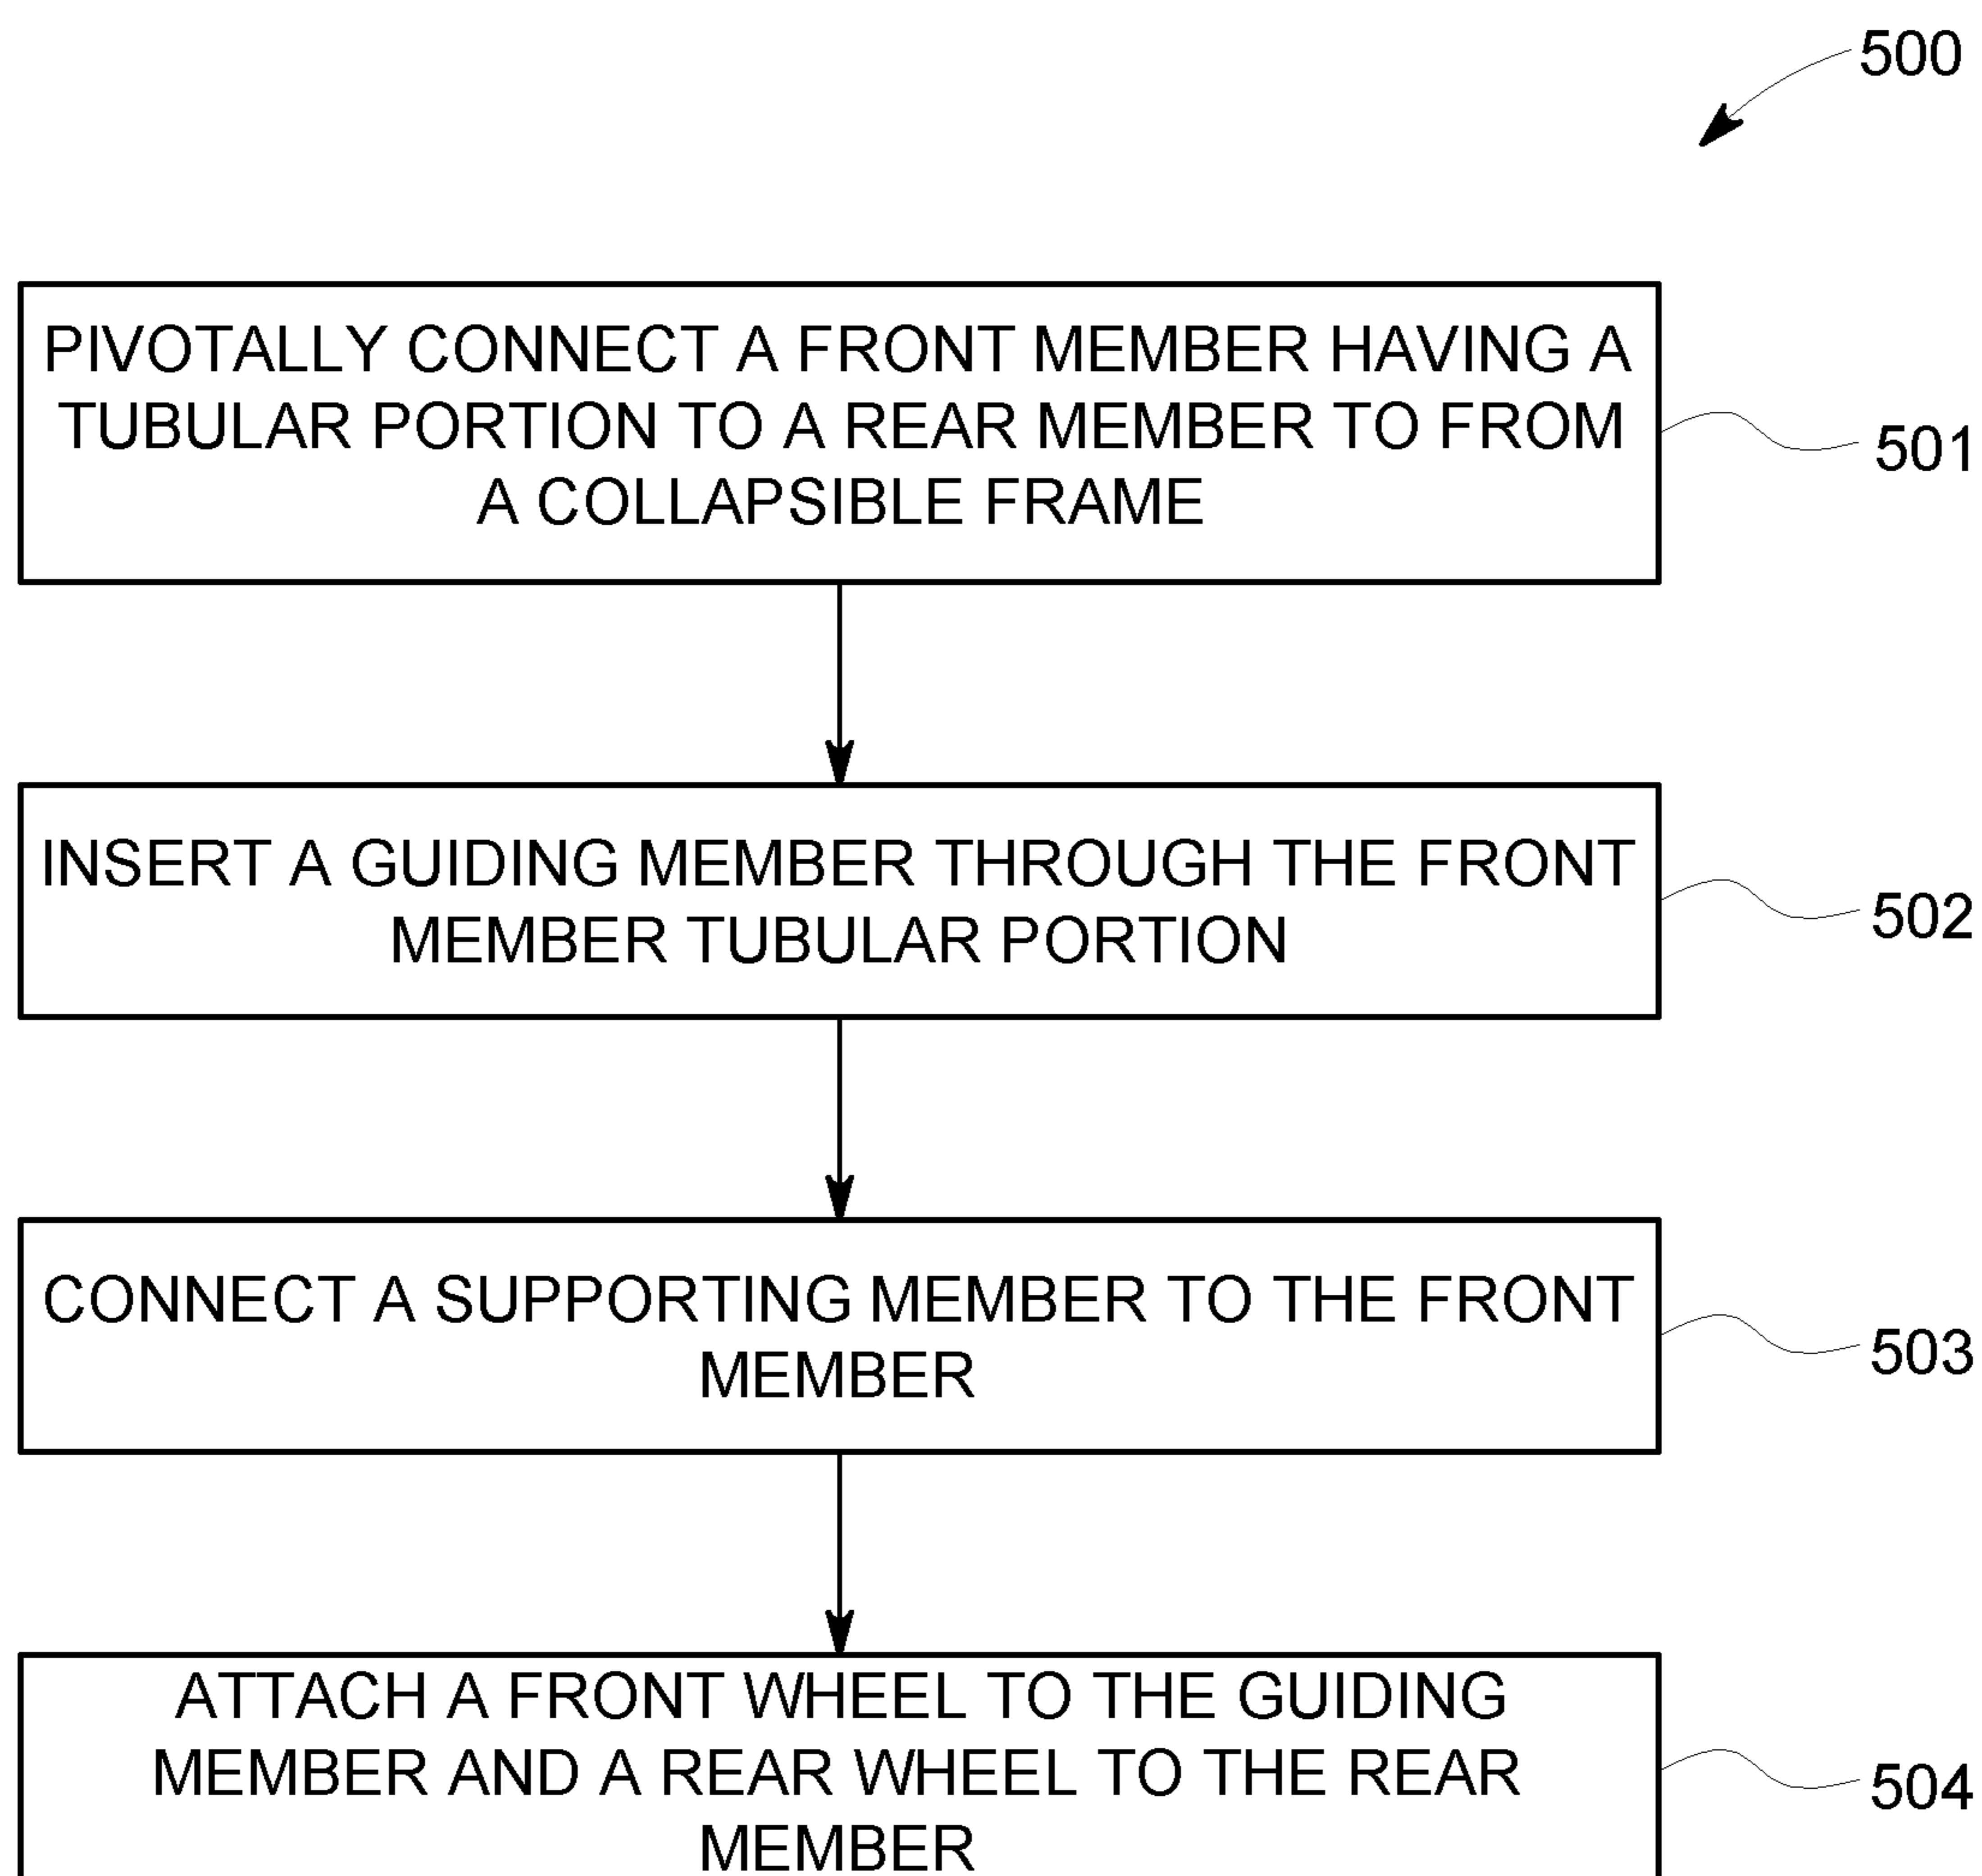 500
PIVOTALLY CONNECT A FRONT MEMBER HAVING A
TUBULAR PORTION TO A REAR MEMBER TO FROM
A COLLAPSIBLE FRAME
501
INSERT A GUIDING MEMBER THROUGH THE FRONT
MEMBER TUBULAR PORTION
502
CONNECT A SUPPORTING MEMBER TO THE FRONT
MEMBER
503
ATTACH A FRONT WHEEL TO THE GUIDING
MEMBER AND A REAR WHEEL TO THE REAR
MEMBER
504